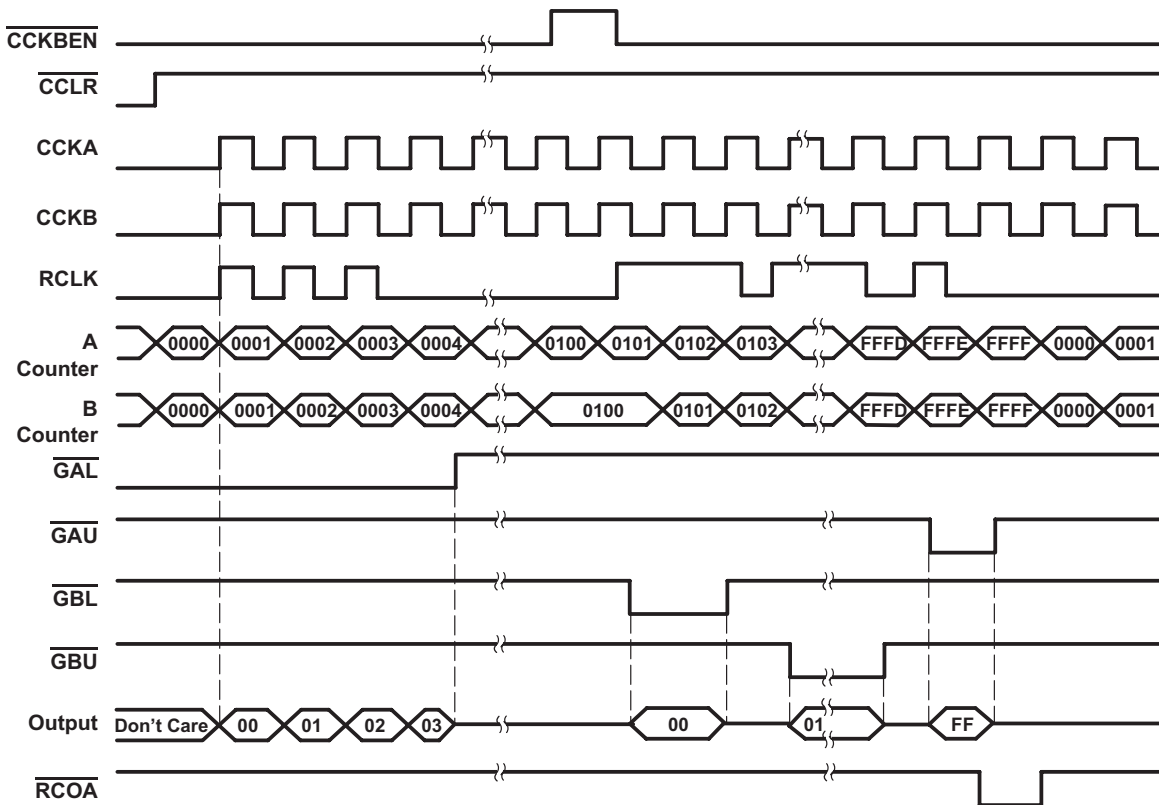 CCKBEN
CCLR
CCKA
CCKB
RCLK
A
Counter
0000 0001 0002 0003 0004 0100 0101 0102 0103 FFFD FFFE FFFF 0000 0001
B
Counter
0000 0001 0002 0003 0004 0100 0101 0102 FFFD FFFE FFFF 0000 0001
GAL
GAU
GBL
GBU
Output
Don't Care 00 01 02 03 00 01 FF
RCOA